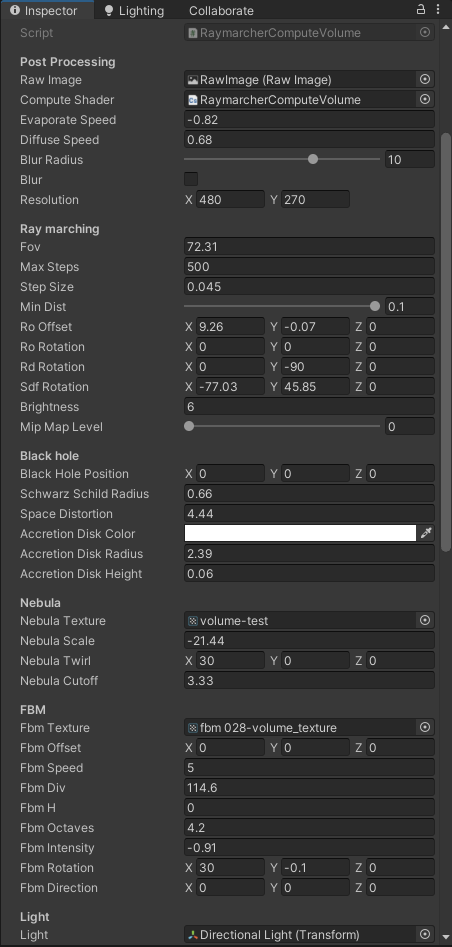 Inspector Lighting Collaborate
Script RaymarcherComputeVolume
Post Processing
Raw Image RawImage (Raw Image)
Compute Shader RaymarcherComputeVolume
Evaporate Speed -0.82
Diffuse Speed 0.68
Blur Radius 10
Blur
Resolution X 480 Y 270
Ray marching
Fov 72.31
Max Steps 500
Step Size 0.045
Min Dist 0.1
Ro Offset X 9.26 Y -0.07 Z 0
Ro Rotation X 0 Y 0 Z 0
Rd Rotation X 0 Y -90 Z 0
Sdf Rotation X -77.03 Y 45.85 Z 0
Brightness 6
Mip Map Level 0
Black hole
Black Hole Position X 0 Y 0 Z 0
Schwarz Schild Radius 0.66
Space Distortion 4.44
Accretion Disk Color
Accretion Disk Radius 2.39
Accretion Disk Height 0.06
Nebula
Nebula Texture volume-test
Nebula Scale -21.44
Nebula Twirl X 30 Y 0 Z 0
Nebula Cutoff 3.33
FBM
Fbm Texture fbm 028-volume_texture
Fbm Offset X 0 Y 0 Z 0
Fbm Speed 5
Fbm Div 114.6
Fbm H 0
Fbm Octaves 4.2
Fbm Intensity -0.91
Fbm Rotation X 30 Y -0.1 Z 0
Fbm Direction X 0 Y 0 Z 0
Light
Light Directional Light (Transform)